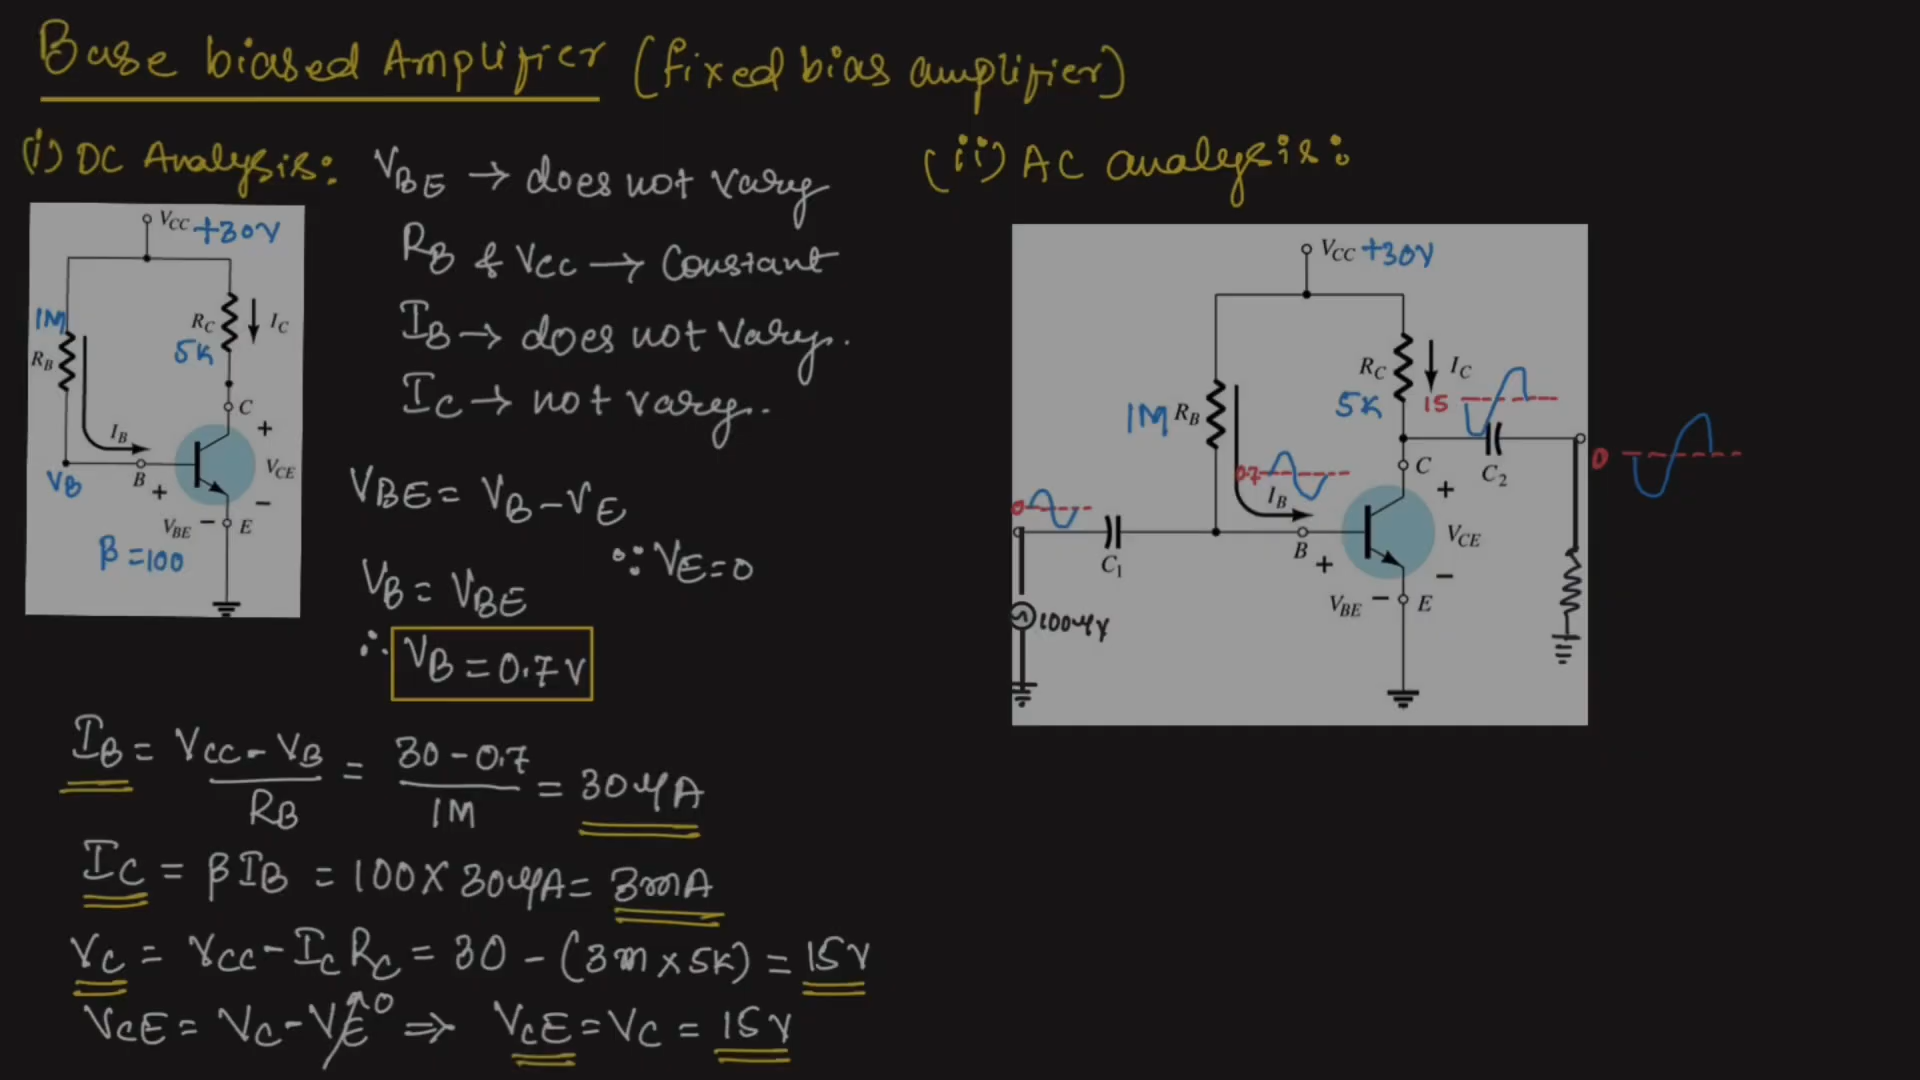 Base biased Amplifier (fixed bias amplifier)
(i) DC Analysis:
VCC +30V
1M
RB
RC
5K
IC
C
+
IB
VB
B
+
VCE
−
VBE − E
β=100
VBE → does not vary
RB & VCC → Constant
IB → does not vary.
IC → not vary.
VBE = VB - VE
∵ VE = 0
VB = VBE
∴ VB = 0.7V
IB = VCC - VB / RB = 30 - 0.7 / 1M = 30μA
IC = βIB = 100 X 30μA = 3mA
VC = VCC - IC RC = 30 - (3m x 5K) = 15V
VCE = VC - VE 0 ⇒ VCE = VC = 15V
(ii) AC analysis:
VCC +30V
RC
5K
IC
15
1M RB
0.7
IB
C
+
C2
0
0
C1
B
+
VCE
−
VBE − E
100μV